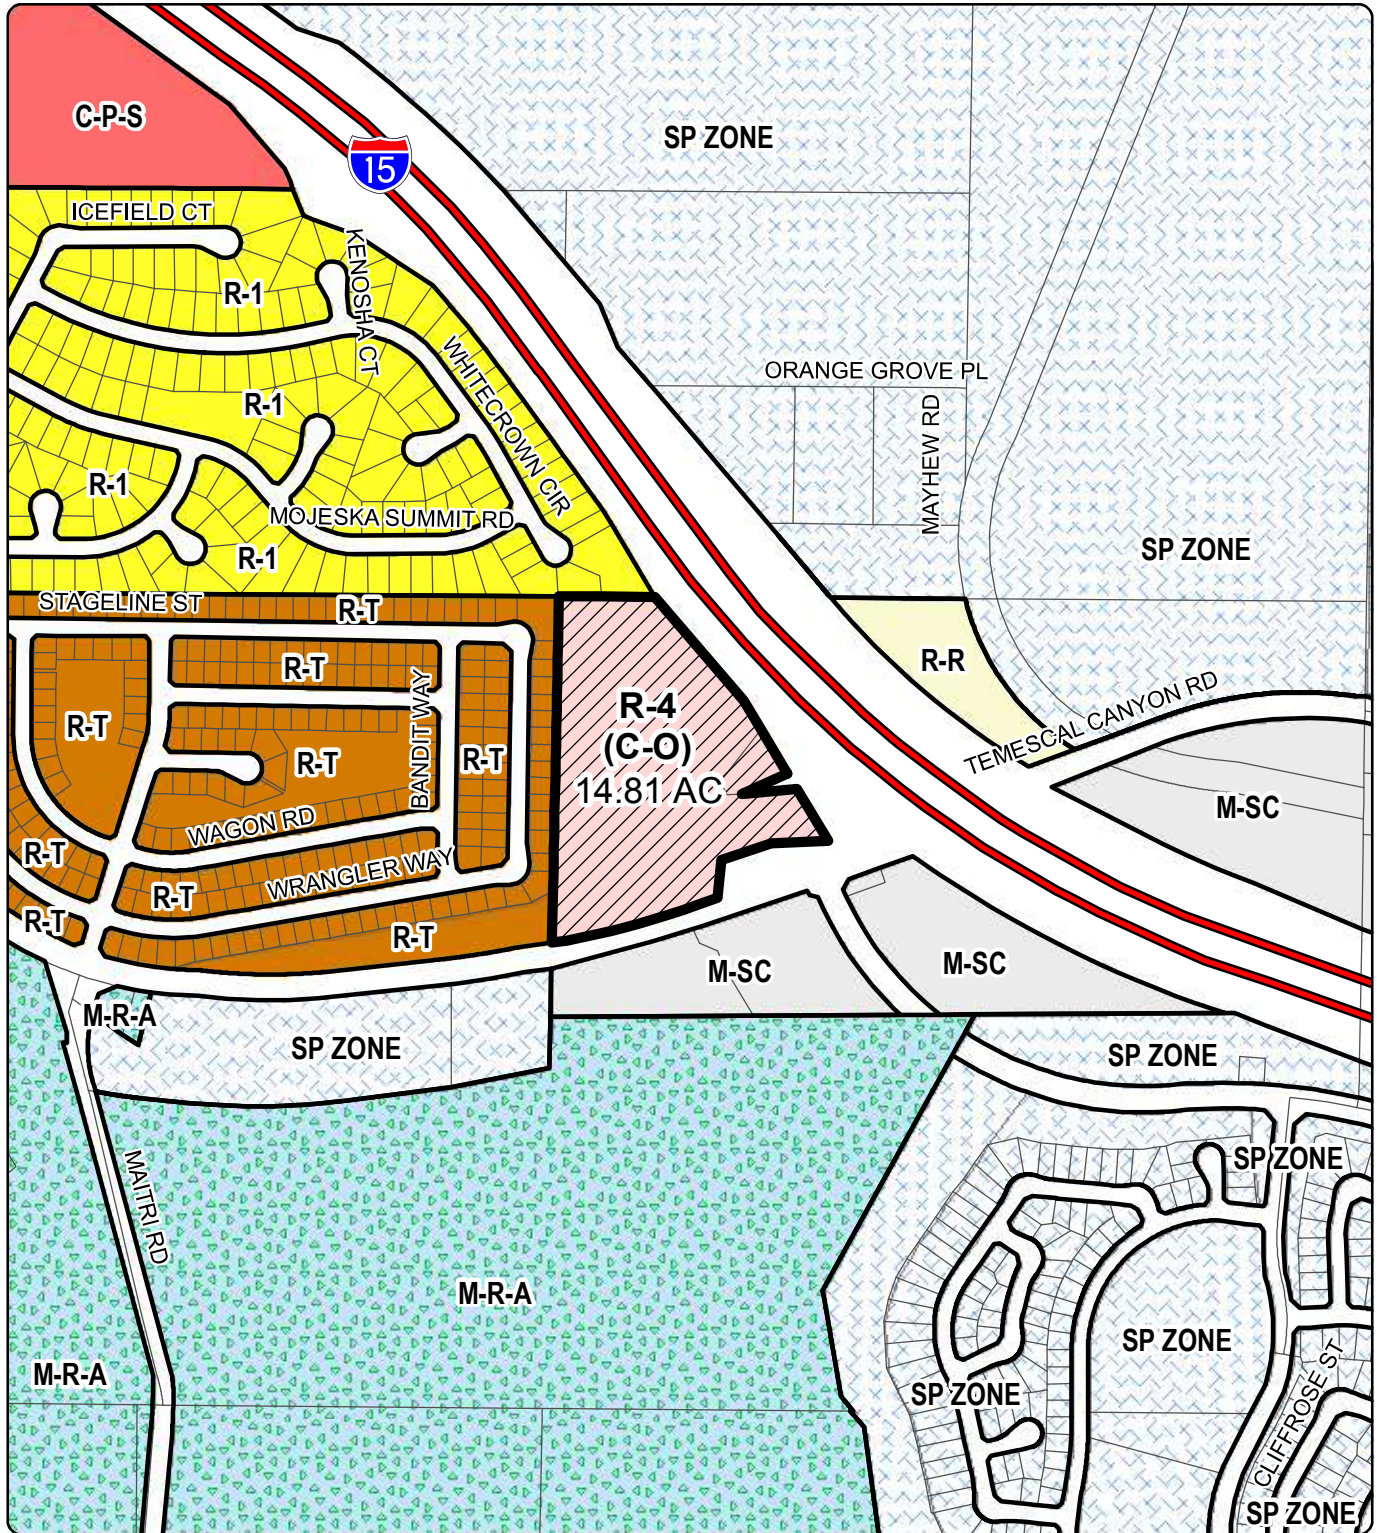 C-P-S
SP ZONE
15
ICEFIELD CT
KENOSHA CT
R-1
WHITECROWN CIR
ORANGE GROVE PL
R-1
MAYHEW RD
R-1
MOJESKA SUMMIT RD
R-1
SP ZONE
STAGELINE ST
R-T
R-T
R-R
R-4
(C-O)
14.81 AC
BANDIT WAY
TEMESCAL CANYON RD
R-T
R-T
R-T
M-SC
WAGON RD
R-T
WRANGLER WAY
R-T
R-T
R-T
M-SC
M-SC
M-R-A
SP ZONE
SP ZONE
SP ZONE
MAITRI RD
M-R-A
SP ZONE
M-R-A
SP ZONE
CLIFFROSE ST
SP ZONE